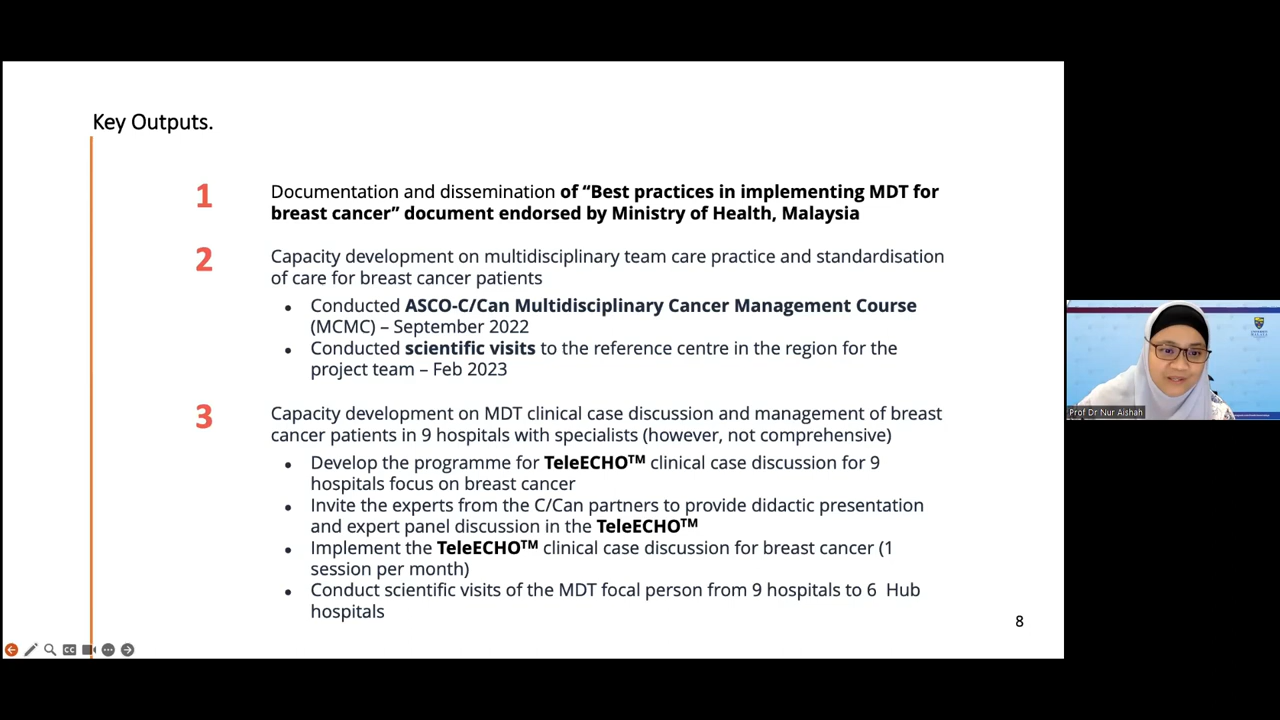 Key Outputs.
1
Documentation and dissemination of “Best practices in implementing MDT for
breast cancer” document endorsed by Ministry of Health, Malaysia
2
Capacity development on multidisciplinary team care practice and standardisation
of care for breast cancer patients
• Conducted ASCO-C/Can Multidisciplinary Cancer Management Course
(MCMC) – September 2022
• Conducted scientific visits to the reference centre in the region for the
project team – Feb 2023
3
Capacity development on MDT clinical case discussion and management of breast
cancer patients in 9 hospitals with specialists (however, not comprehensive)
• Develop the programme for TeleECHO™ clinical case discussion for 9
hospitals focus on breast cancer
• Invite the experts from the C/Can partners to provide didactic presentation
and expert panel discussion in the TeleECHO™
• Implement the TeleECHO™ clinical case discussion for breast cancer (1
session per month)
• Conduct scientific visits of the MDT focal person from 9 hospitals to 6 Hub
hospitals
8
CC
Prof Dr Nur Aishah